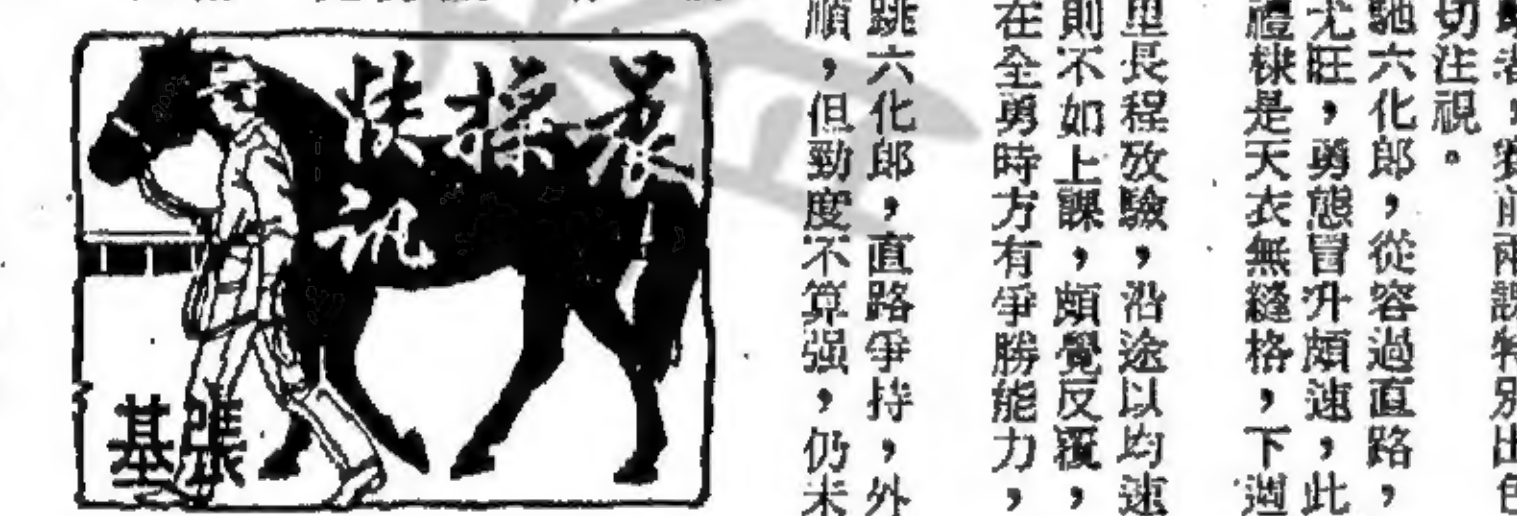 切注視。
馳六化郎，從容過直路，
尤旺，勇態冒升頗速，此
禮棣是天衣無縫格，下週
里長程攷驗，沿途以均速
則不如上課，頗覺反覆，
在全勇時方有爭勝能力，
跳六化郎，直路爭持，外
順，但勁度不算强，仍未
晨操
訊
張基